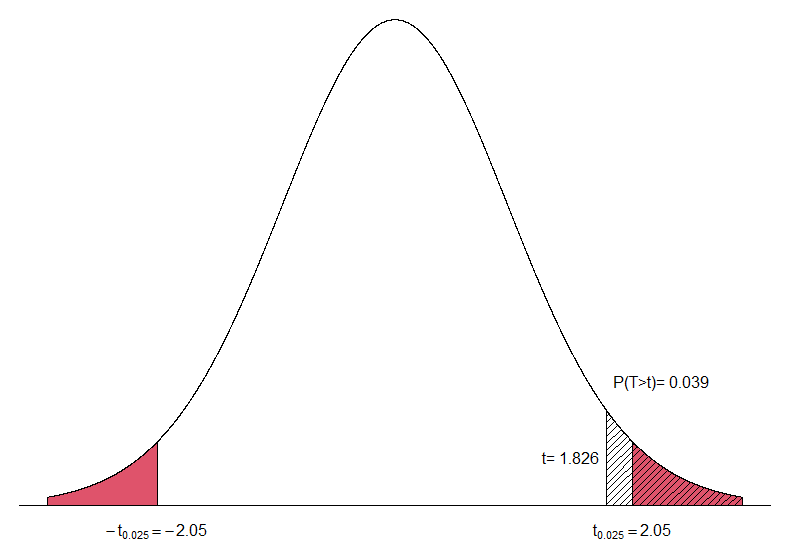 P(T>t)= 0.039
t= 1.826
−t0.025 = −2.05
t0.025 = 2.05